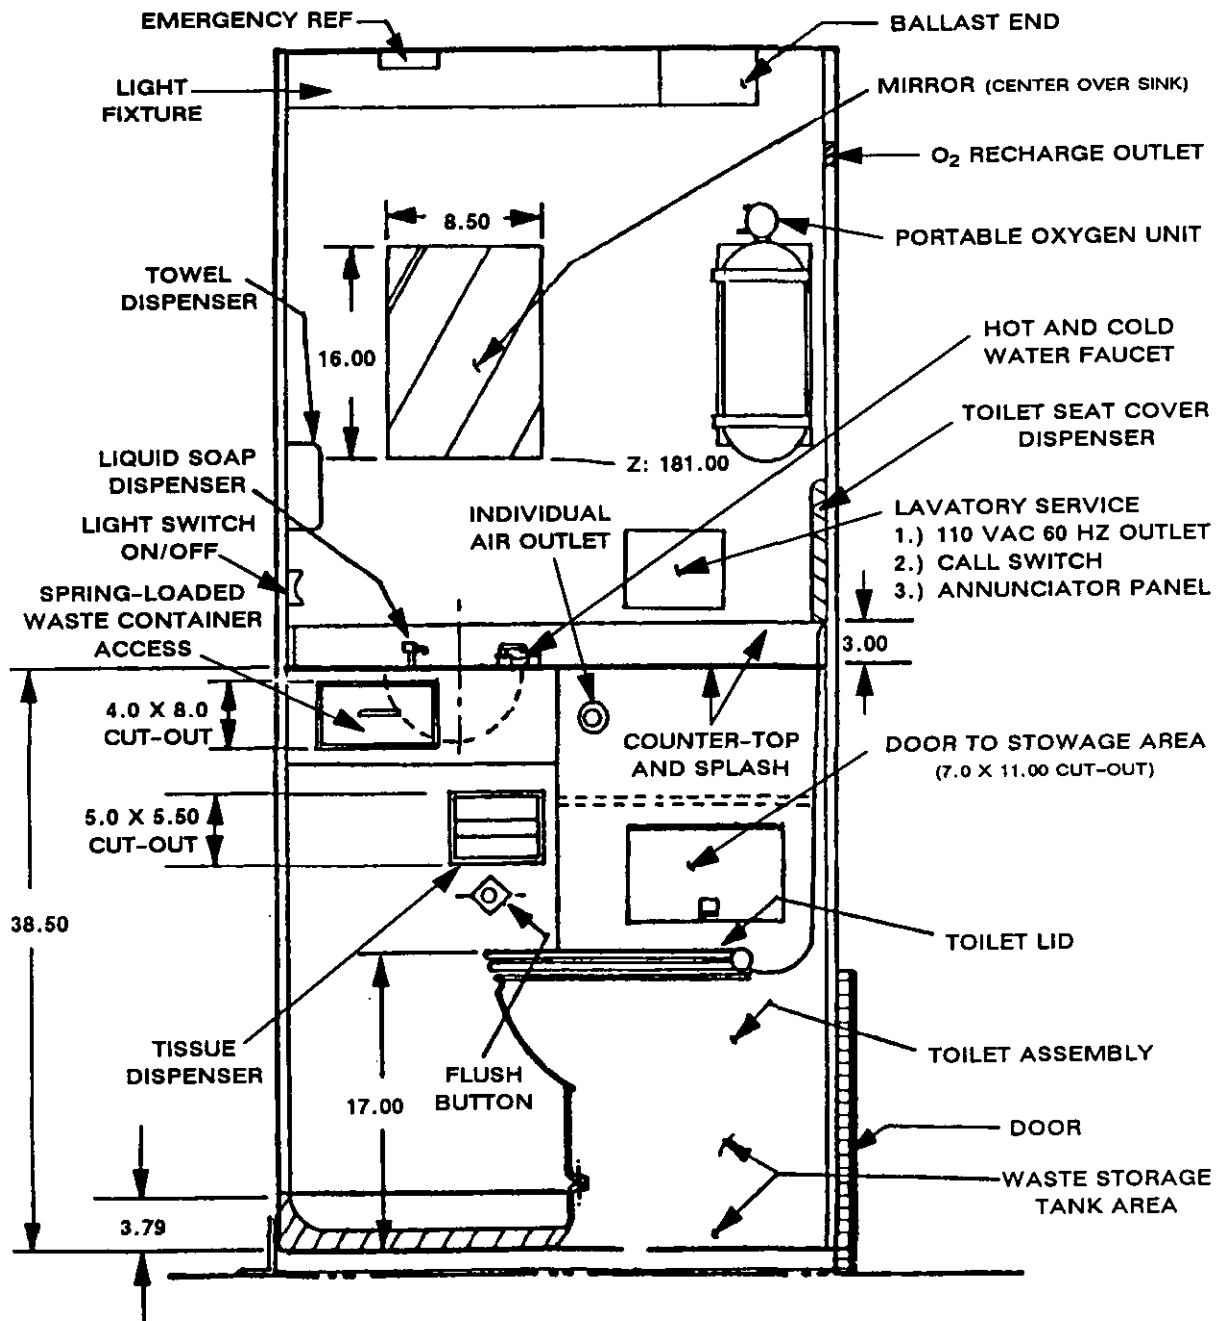 EMERGENCY REF
BALLAST END
LIGHT
FIXTURE
MIRROR (CENTER OVER SINK)
O2 RECHARGE OUTLET
8.50
PORTABLE OXYGEN UNIT
TOWEL
DISPENSER
16.00
HOT AND COLD
WATER FAUCET
TOILET SEAT COVER
DISPENSER
Z: 181.00
LIQUID SOAP
DISPENSER
INDIVIDUAL
AIR OUTLET
LAVATORY SERVICE
1.) 110 VAC 60 HZ OUTLET
2.) CALL SWITCH
3.) ANNUNCIATOR PANEL
LIGHT SWITCH
ON/OFF
SPRING-LOADED
WASTE CONTAINER
ACCESS
3.00
4.0 X 8.0
CUT-OUT
COUNTER-TOP
AND SPLASH
DOOR TO STOWAGE AREA
(7.0 X 11.00 CUT-OUT)
5.0 X 5.50
CUT-OUT
38.50
TOILET LID
TISSUE
DISPENSER
FLUSH
BUTTON
17.00
TOILET ASSEMBLY
DOOR
WASTE STORAGE
TANK AREA
3.79